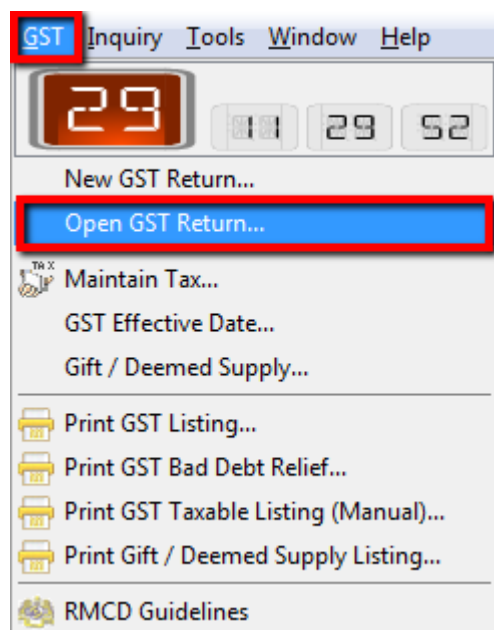 GST Inquiry Tools Window Help
29 11 29 52
New GST Return...
Open GST Return...
TAX
Maintain Tax...
GST Effective Date...
Gift / Deemed Supply...
Print GST Listing...
Print GST Bad Debt Relief...
Print GST Taxable Listing (Manual)...
Print Gift / Deemed Supply Listing...
RMCD Guidelines